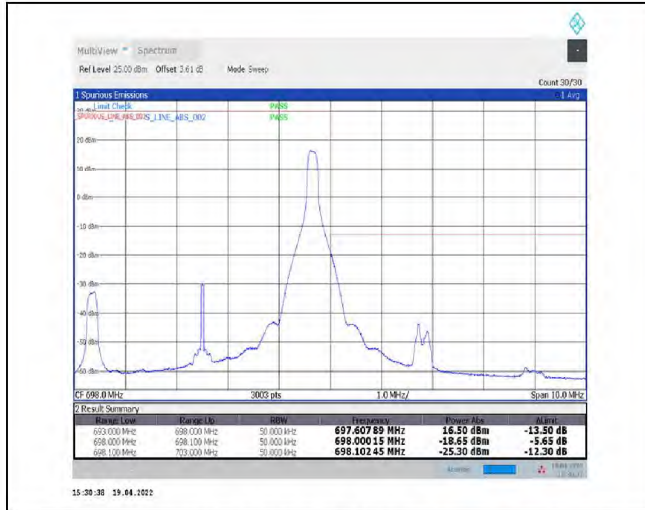 MultiView Spectrum
Ref Level 25.00 dBm Offset 3.61 dB Mode Sweep
Count 30/30
1 Spurious Emissions 1 Avg
Limit Check PASS
PASS
20 dBm
10 dBm
0 dBm
-10 dBm
-20 dBm
-30 dBm
-40 dBm
-50 dBm
-60 dBm
CF 698.0 MHz 3003 pts 1.0 MHz/ Span 10.0 MHz
2 Result Summary
Range Low Range Up RBW Frequency Power Abs ΔLimit
693.000 MHz 698.000 MHz 50.000 kHz 697.607 89 MHz 16.50 dBm -13.50 dB
698.000 MHz 698.100 MHz 50.000 kHz 698.000 15 MHz -18.65 dBm -5.65 dB
698.100 MHz 703.000 MHz 50.000 kHz 698.102 45 MHz -25.30 dBm -12.30 dB
15:30:38 19.04.2022